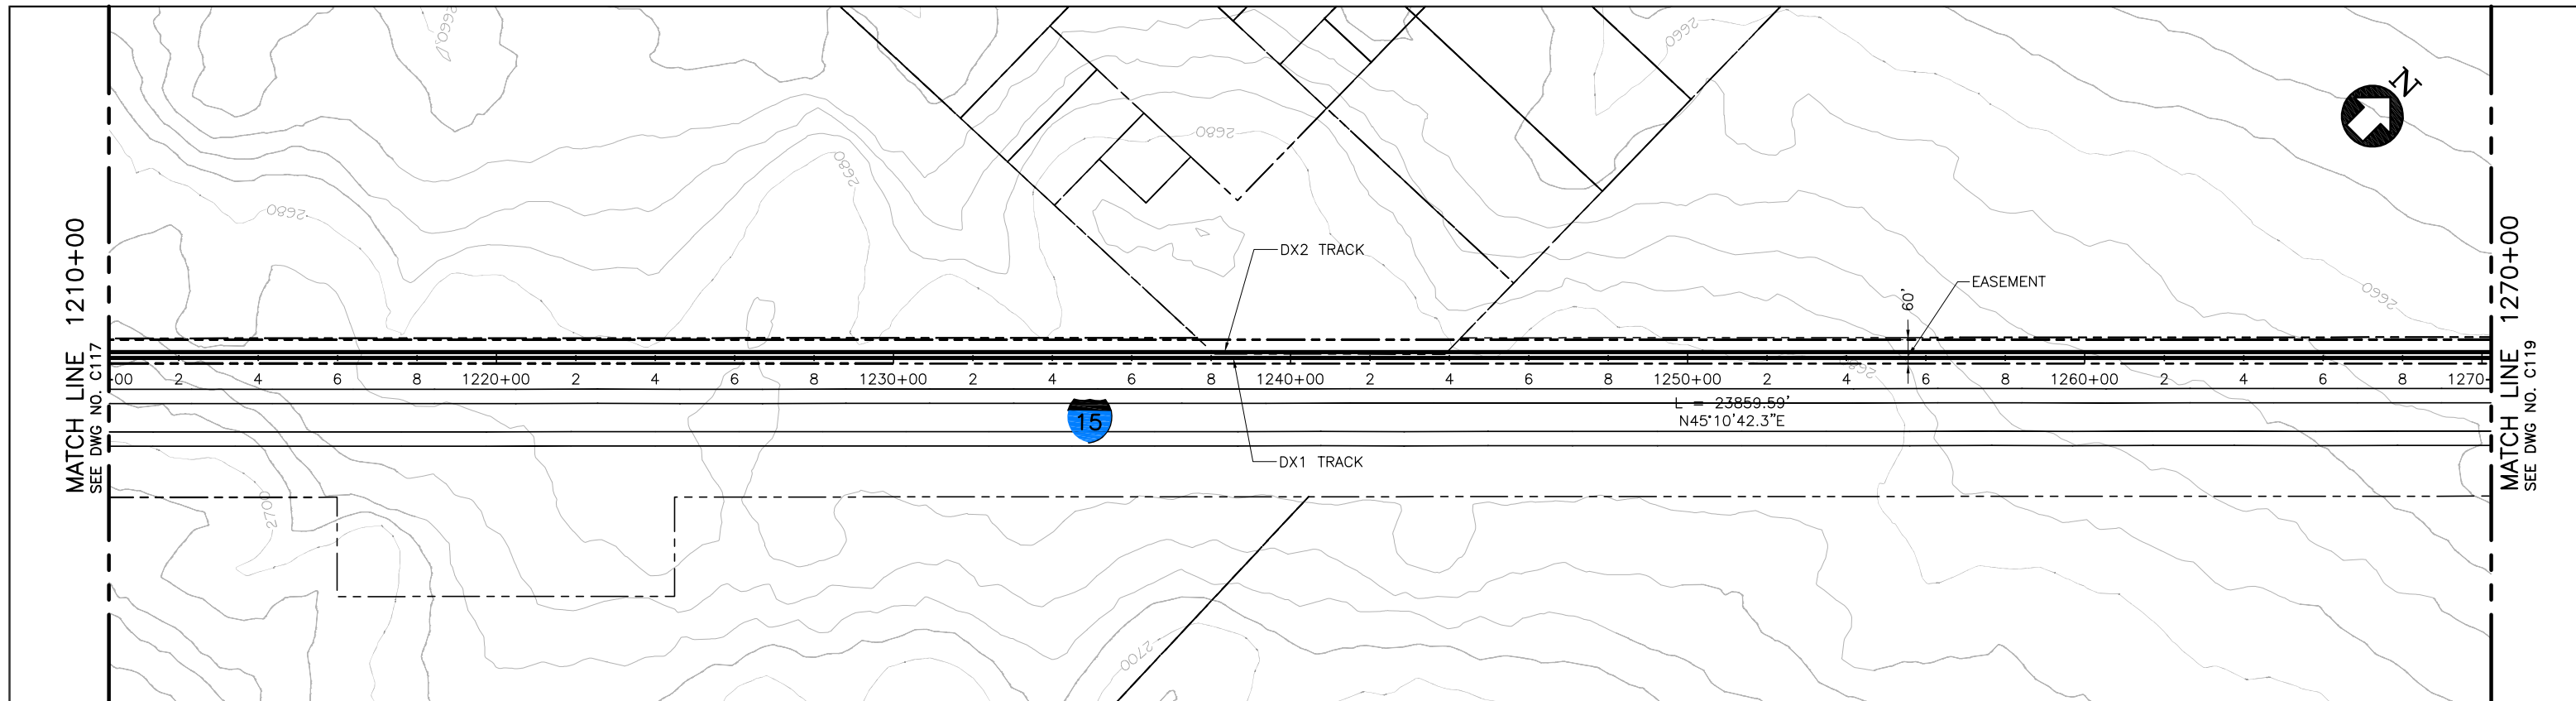 2660
2660
N
2680
2680
2680
MATCH LINE 1210+00
SEE DWG NO. C117
DX2 TRACK
EASEMENT
60'
2660
MATCH LINE 1270+00
SEE DWG NO. C119
+00 2 4 6 8 1220+00 2 4 6 8 1230+00 2 4 6 8 1240+00 2 4 6 8 1250+00 2 4 6 8 1260+00 2 4 6 8 1270+
2680
L = 23859.59'
N45°10'42.3"E
15
DX1 TRACK
2700
2700